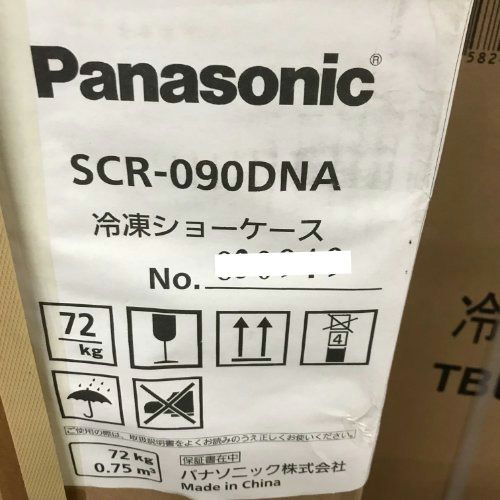 Panasonic®
SCR-090DNA
冷凍ショーケース
No.
72
kg
4
ご使用の際は、取扱説明書をよくお読みのうえ正しくお使いください。
72 kg
0.75 m³
保証書在中
パナソニック株式会社
Made in China
582
冷
TB